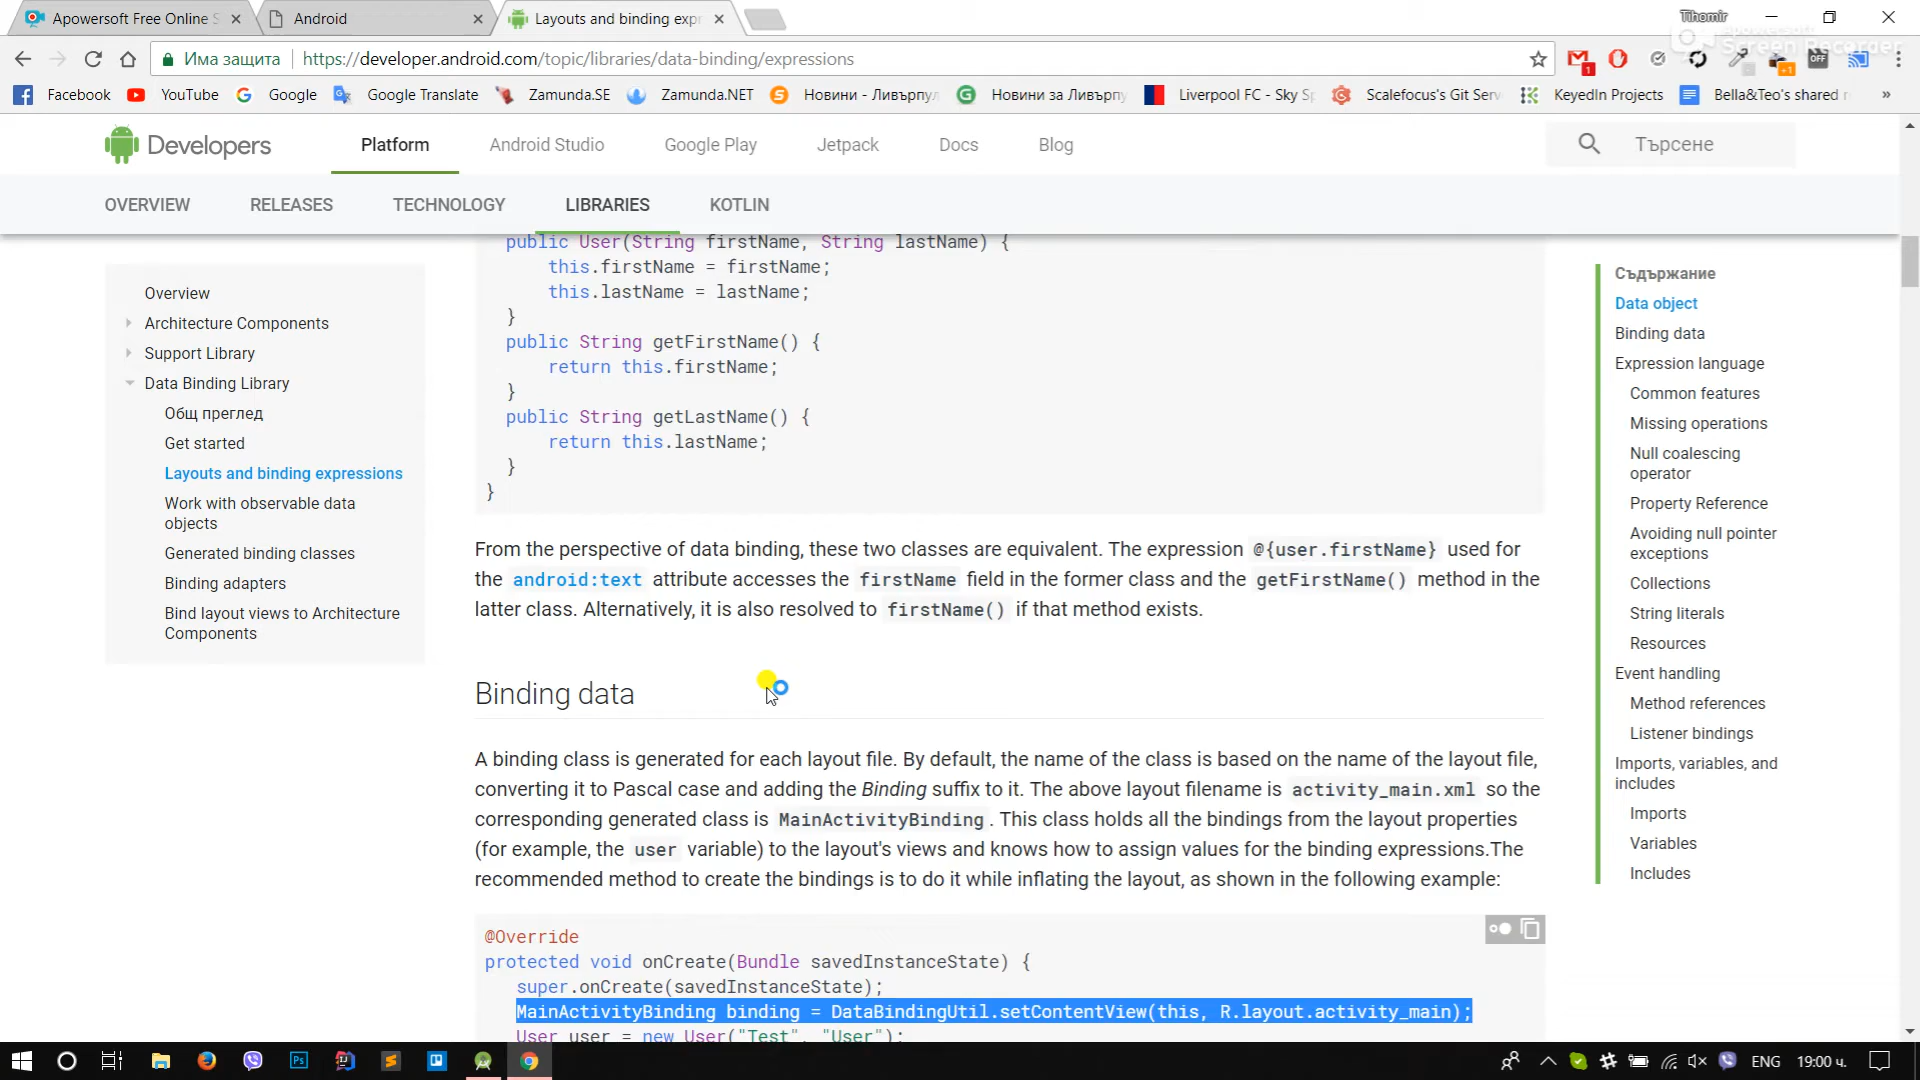 Apowersoft Free Online S
Android
Layouts and binding expr
Tihomir
Apowersoft
Screen Recorder
Има защита
https://developer.android.com/topic/libraries/data-binding/expressions
1
+1
OFF
Facebook
YouTube
Google
Google Translate
Zamunda.SE
Zamunda.NET
Новини - Ливърпул
Новини за Ливърпу
Liverpool FC - Sky Sp
Scalefocus's Git Serv
KeyedIn Projects
Bella&Teo's shared r
»
Developers
Platform
Android Studio
Google Play
Jetpack
Docs
Blog
Търсене
OVERVIEW
RELEASES
TECHNOLOGY
LIBRARIES
KOTLIN
Overview
Architecture Components
Support Library
Data Binding Library
Общ преглед
Get started
Layouts and binding expressions
Work with observable data
objects
Generated binding classes
Binding adapters
Bind layout views to Architecture
Components
public User(String firstName, String lastName) {
this.firstName = firstName;
this.lastName = lastName;
}
public String getFirstName() {
return this.firstName;
}
public String getLastName() {
return this.lastName;
}
}
From the perspective of data binding, these two classes are equivalent. The expression @{user.firstName} used for
the android:text attribute accesses the firstName field in the former class and the getFirstName() method in the
latter class. Alternatively, it is also resolved to firstName() if that method exists.
Binding data
A binding class is generated for each layout file. By default, the name of the class is based on the name of the layout file,
converting it to Pascal case and adding the Binding suffix to it. The above layout filename is activity_main.xml so the
corresponding generated class is MainActivityBinding. This class holds all the bindings from the layout properties
(for example, the user variable) to the layout's views and knows how to assign values for the binding expressions.The
recommended method to create the bindings is to do it while inflating the layout, as shown in the following example:
@Override
protected void onCreate(Bundle savedInstanceState) {
super.onCreate(savedInstanceState);
MainActivityBinding binding = DataBindingUtil.setContentView(this, R.layout.activity_main);
User user = new User("Test", "User");
Съдържание
Data object
Binding data
Expression language
Common features
Missing operations
Null coalescing
operator
Property Reference
Avoiding null pointer
exceptions
Collections
String literals
Resources
Event handling
Method references
Listener bindings
Imports, variables, and
includes
Imports
Variables
Includes
Ps
ENG
19:00 ч.